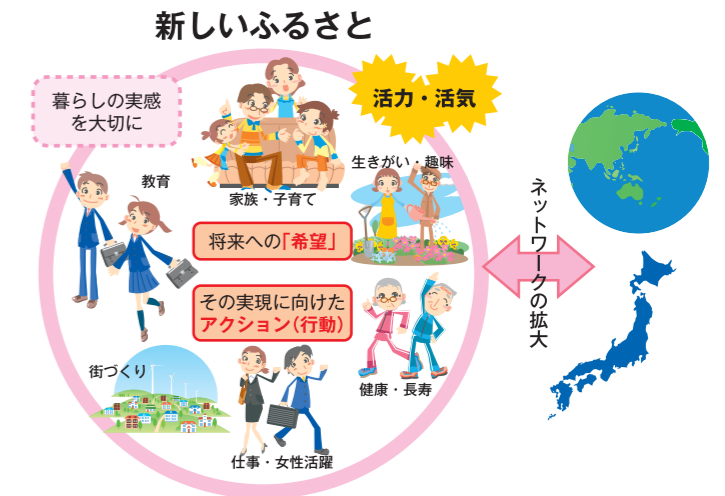 新しいふるさと
暮らしの実感
を大切に
活力・活気
家族・子育て
生きがい・趣味
教育
将来への「希望」
その実現に向けた
アクション（行動）
健康・長寿
街づくり
仕事・女性活躍
ネットワークの拡大